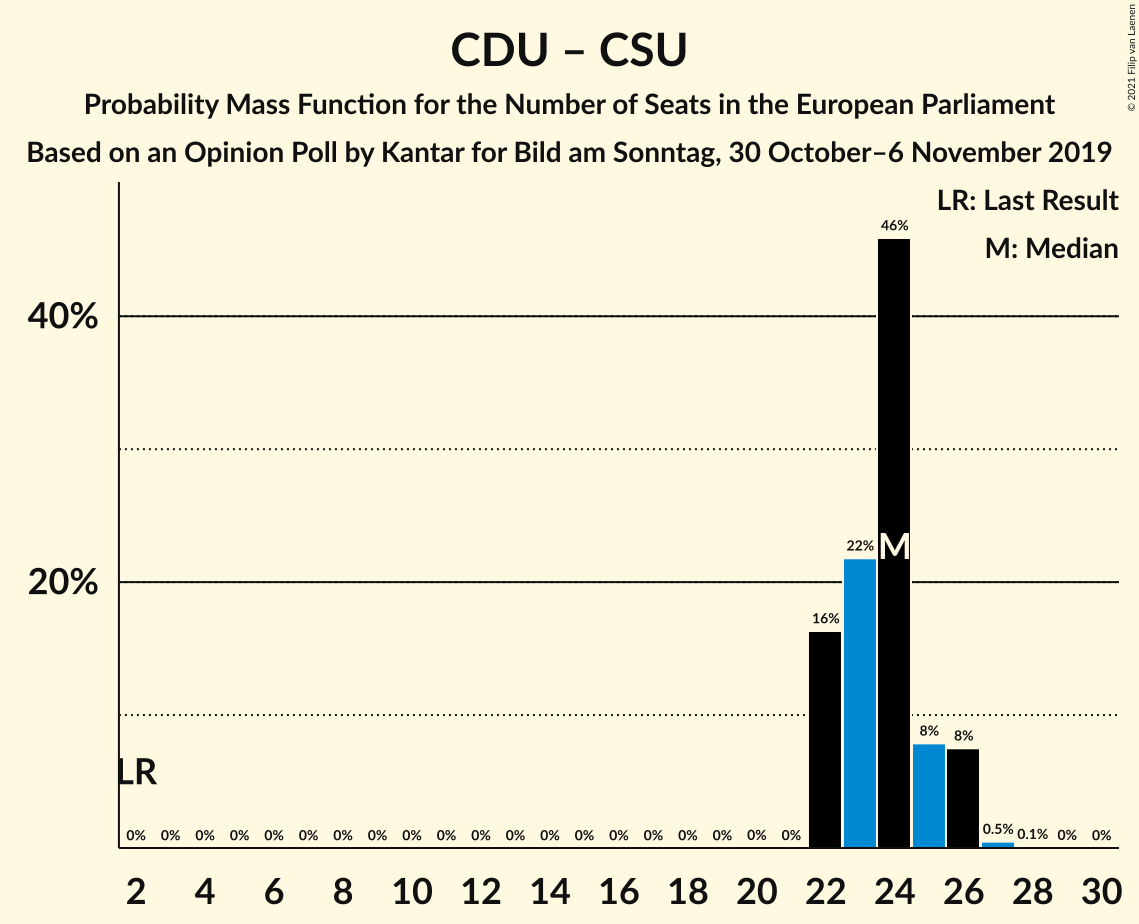 CDU – CSU
Probability Mass Function for the Number of Seats in the European Parliament
Based on an Opinion Poll by Kantar for Bild am Sonntag, 30 October–6 November 2019
© 2021 Filip van Laenen
LR: Last Result
M: Median
46%
40%
22%
M
20%
16%
8%
8%
LR
0% 0% 0% 0% 0% 0% 0% 0% 0% 0% 0% 0% 0% 0% 0% 0% 0% 0% 0% 0% 0.5% 0.1% 0% 0%
2 4 6 8 10 12 14 16 18 20 22 24 26 28 30